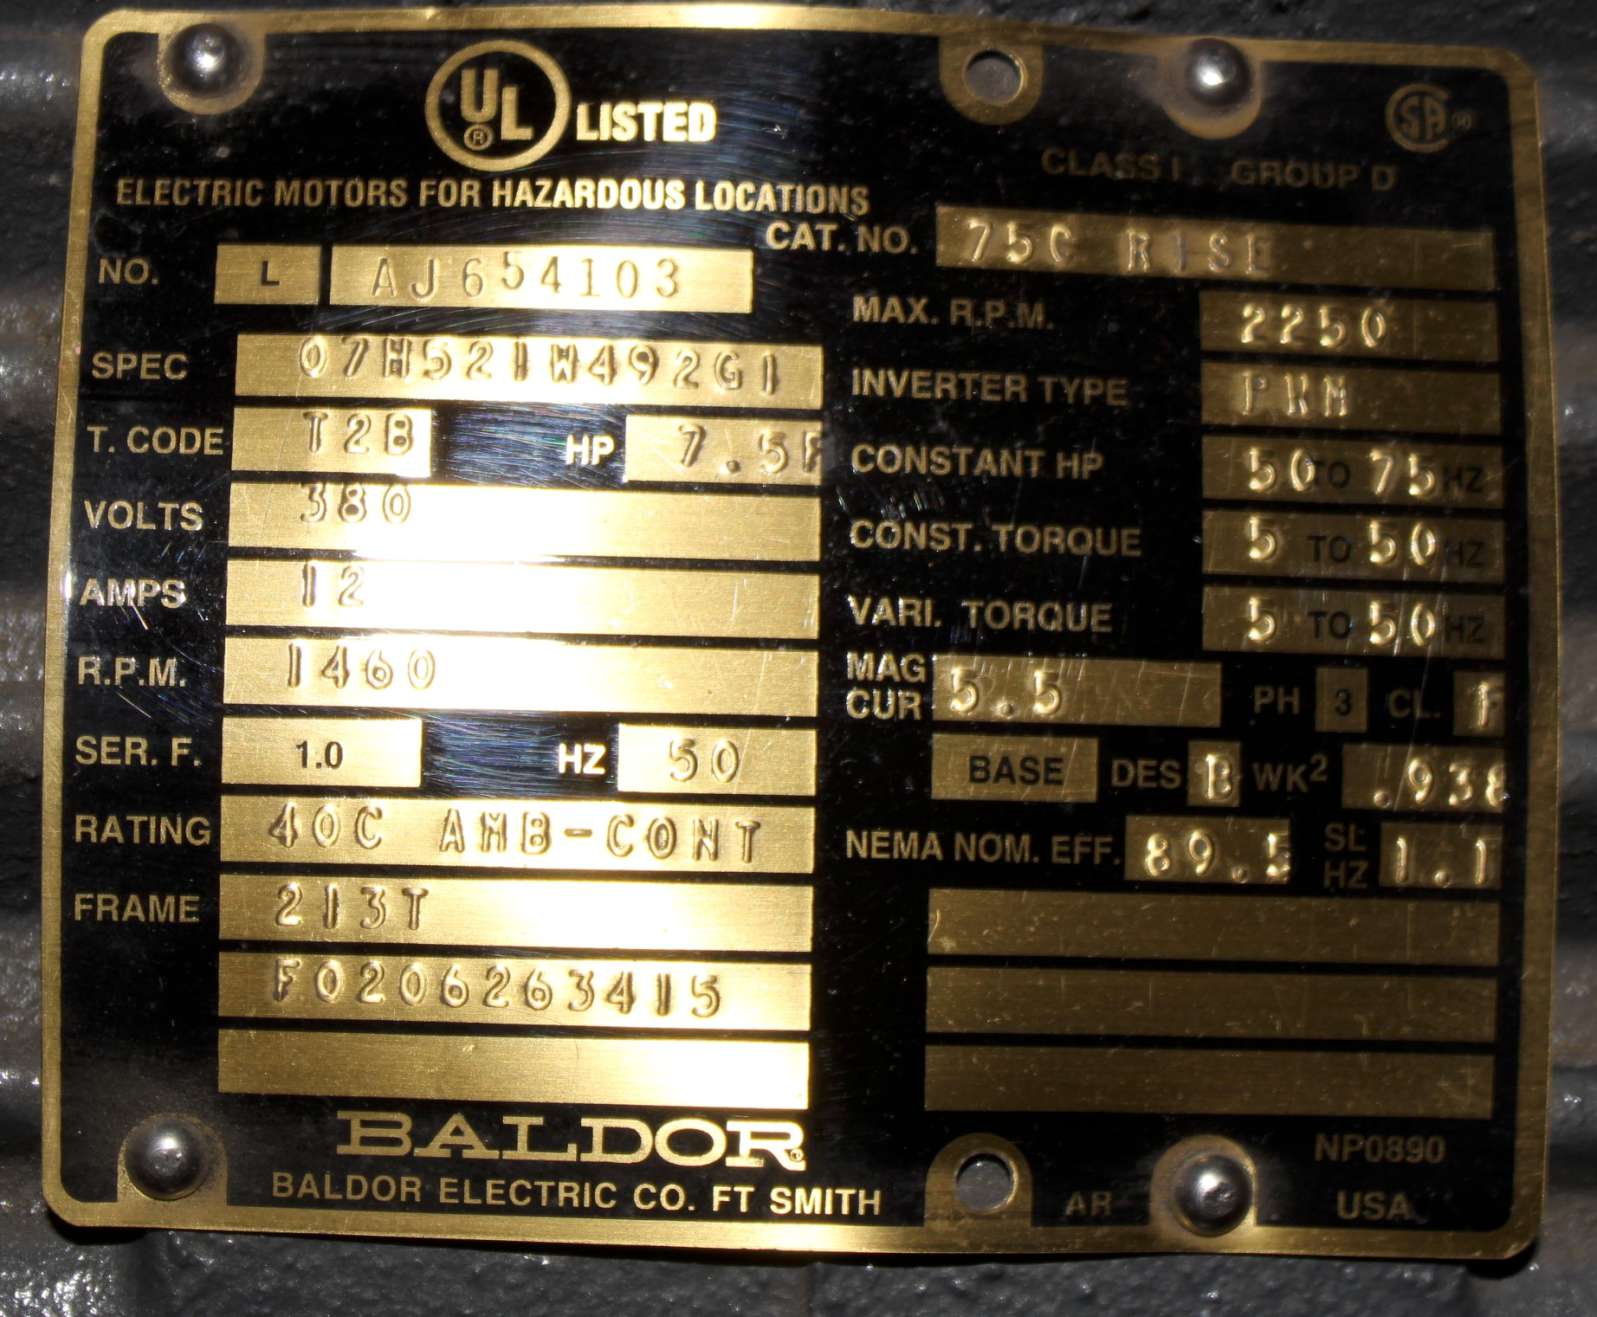 UL® LISTED
SA
CLASS I GROUP D
ELECTRIC MOTORS FOR HAZARDOUS LOCATIONS
CAT. NO. 75C RISE
NO. L AJ654103
MAX. R.P.M. 2250
SPEC 07H521W492G1
INVERTER TYPE PWM
T. CODE T2B HP 7.5
CONSTANT HP 50 TO 75 HZ
VOLTS 380
CONST. TORQUE 5 TO 50 HZ
AMPS 12
VARI. TORQUE 5 TO 50 HZ
R.P.M. 1460
MAG CUR 5.5 PH 3 CL. F
SER. F. 1.0 HZ 50
BASE DES B WK² .938
RATING 40C AMB-CONT
NEMA NOM. EFF. 89.5 SL HZ 1.1
FRAME 213T
F0206263415
BALDOR
BALDOR ELECTRIC CO. FT SMITH
AR
NP0890
USA